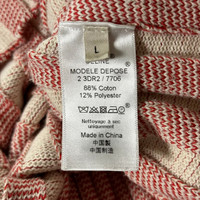 L
CELINE
MODELE DEPOSE
2 3DR2 / 7706
88% Coton
12% Polyester
Nettoyage à sec
uniquement
Made in China
中国製
中国制造